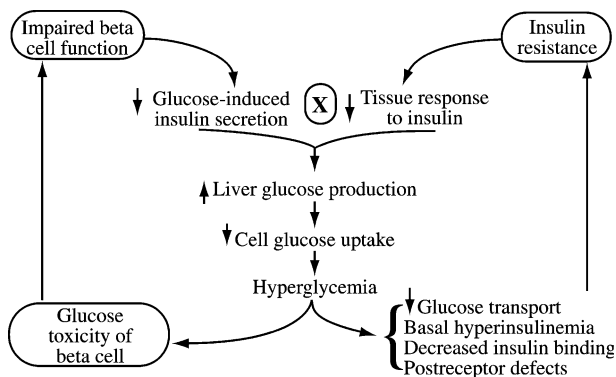 Impaired beta
cell function
Insulin
resistance
Glucose-induced
insulin secretion
X
Tissue response
to insulin
Liver glucose production
Cell glucose uptake
Hyperglycemia
Glucose
toxicity of
beta cell
Glucose transport
Basal hyperinsulinemia
Decreased insulin binding
Postreceptor defects